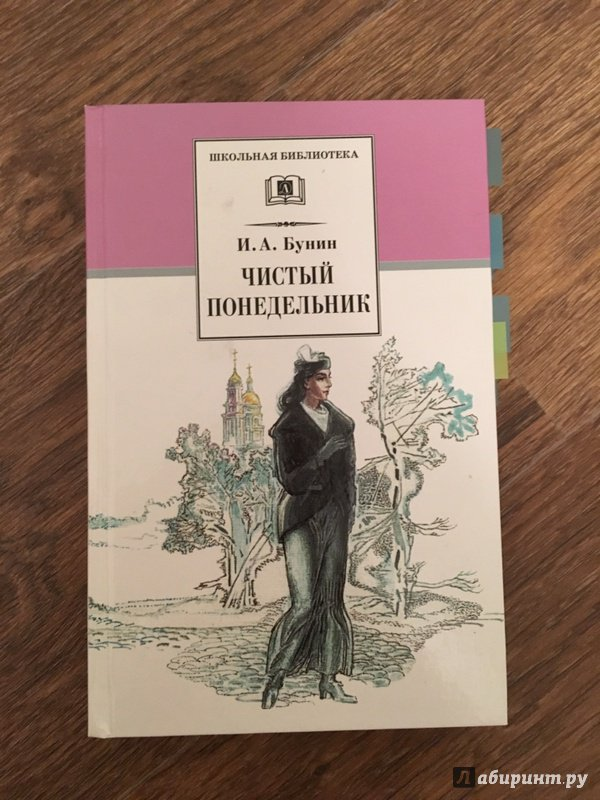 ШКОЛЬНАЯ БИБЛИОТЕКА
Л
И. А. Бунин
ЧИСТЫЙ
ПОНЕДЕЛЬНИК
Лабиринт.ру